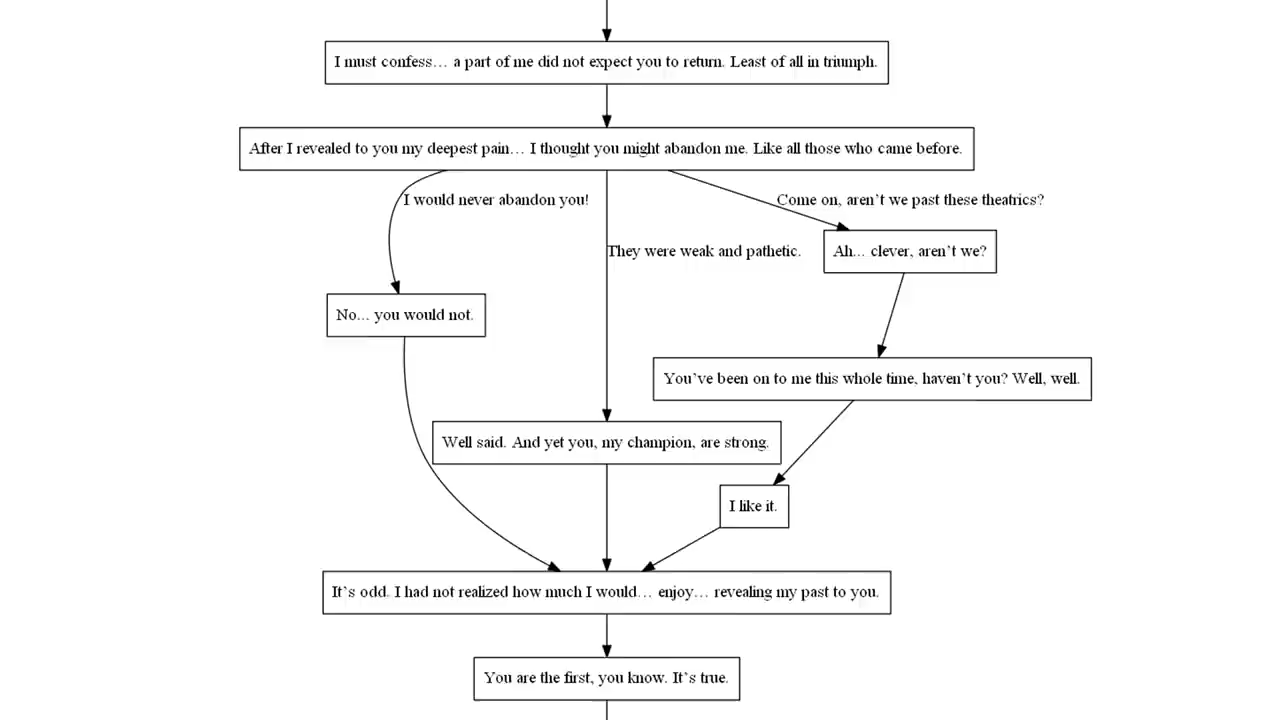 I must confess… a part of me did not expect you to return. Least of all in triumph.
After I revealed to you my deepest pain… I thought you might abandon me. Like all those who came before.
I would never abandon you!
Come on, aren’t we past these theatrics?
They were weak and pathetic.
Ah... clever, aren’t we?
No... you would not.
You’ve been on to me this whole time, haven’t you? Well, well.
Well said. And yet you, my champion, are strong.
I like it.
It’s odd. I had not realized how much I would… enjoy… revealing my past to you.
You are the first, you know. It’s true.